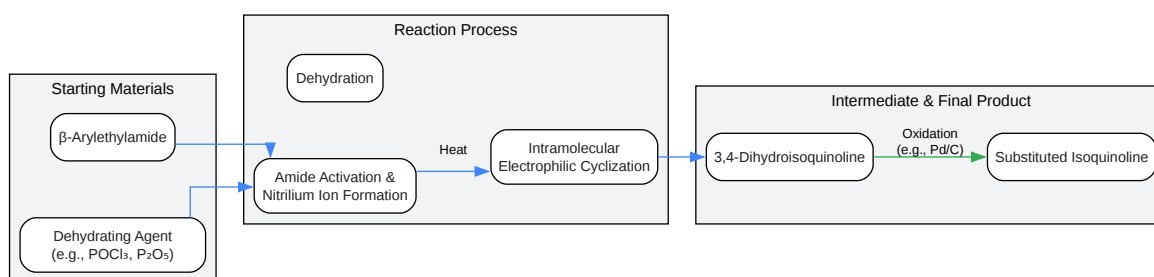 Starting Materials
β-Arylethylamide
Dehydrating Agent
(e.g., POCl₃, P₂O₅)
Reaction Process
Dehydration
Amide Activation &
Nitrilium Ion Formation
Heat
Intramolecular
Electrophilic Cyclization
Intermediate & Final Product
3,4-Dihydroisoquinoline
Oxidation
(e.g., Pd/C)
Substituted Isoquinoline